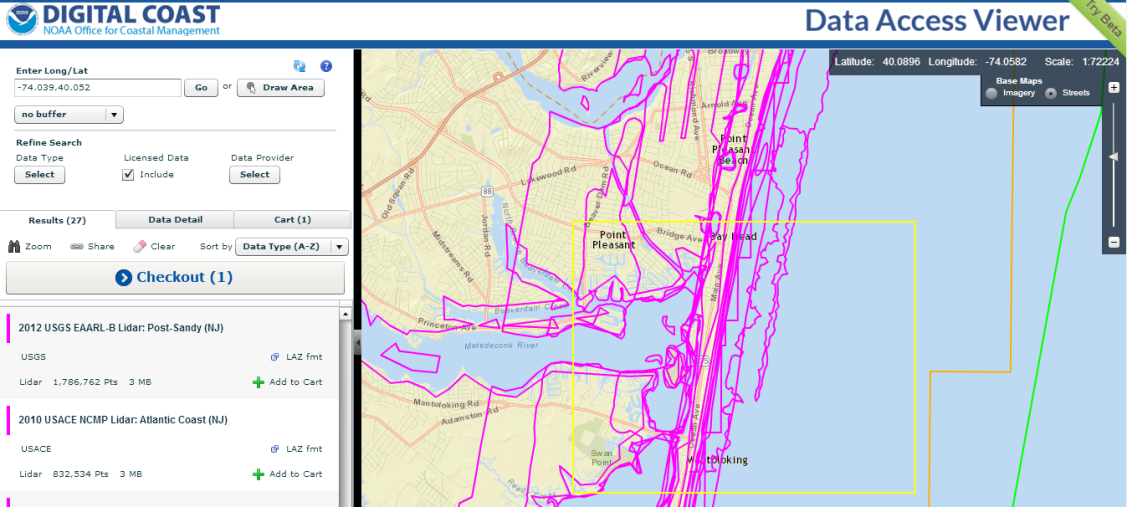 DIGITAL COAST
NOAA Office for Coastal Management
Data Access Viewer
Try Beta
Enter Long/Lat
-74.039,40.052
Go
or
Draw Area
no buffer
Refine Search
Data Type
Licensed Data
Data Provider
Select
Include
Select
Results (27)
Data Detail
Cart (1)
Zoom
Share
Clear
Sort by
Data Type (A-Z)
Checkout (1)
2012 USGS EAARL-B Lidar: Post-Sandy (NJ)
USGS
LAZ fmt
Lidar 1,786,762 Pts 3 MB
Add to Cart
2010 USACE NCMP Lidar: Atlantic Coast (NJ)
USACE
LAZ fmt
Lidar 832,534 Pts 3 MB
Add to Cart
Latitude: 40.0896 Longitude: -74.0582 Scale: 1:72224
Base Maps
Imagery
Streets
Riverview
Arnold Ave
Point
Pleasant
Beach
Ocean Rd
Lakewood Rd
88
Old Squan Rd
Jordan Rd
Beaver Dam Rd
Midstreams Rd
Point
Pleasant
Bridge Ave
Bay Head
Main Ave
Beaverdam Creek
Princeton Ave
Metedeconk River
Mantoloking Rd
Adamston Rd
Ocean Ave
Swan
Point
Mantoloking
Reedy Creek